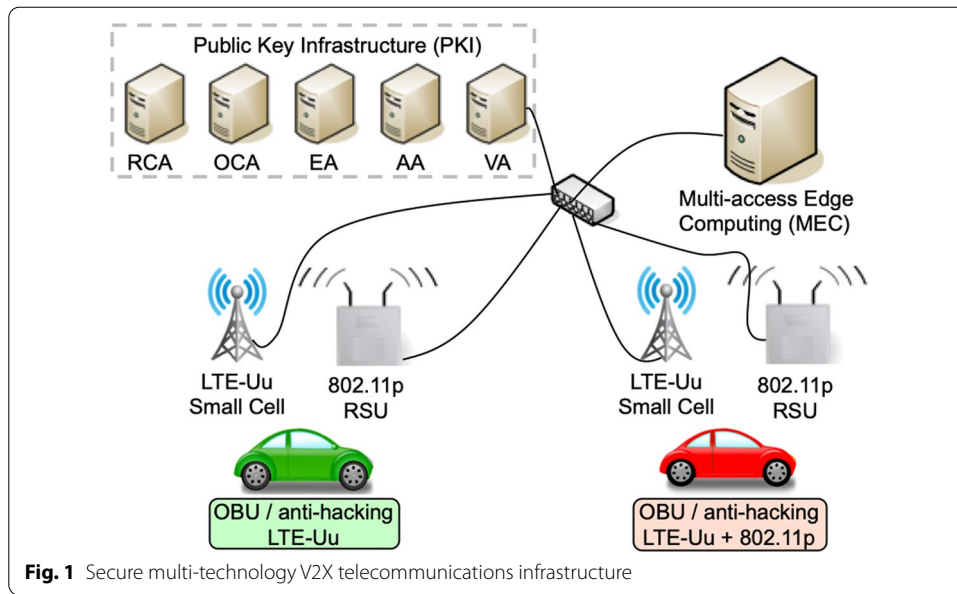 Public Key Infrastructure (PKI)
RCA OCA EA AA VA
Multi-access Edge
Computing (MEC)
LTE-Uu
Small Cell
802.11p
RSU
LTE-Uu
Small Cell
802.11p
RSU
OBU / anti-hacking
LTE-Uu
OBU / anti-hacking
LTE-Uu + 802.11p
Fig. 1 Secure multi-technology V2X telecommunications infrastructure